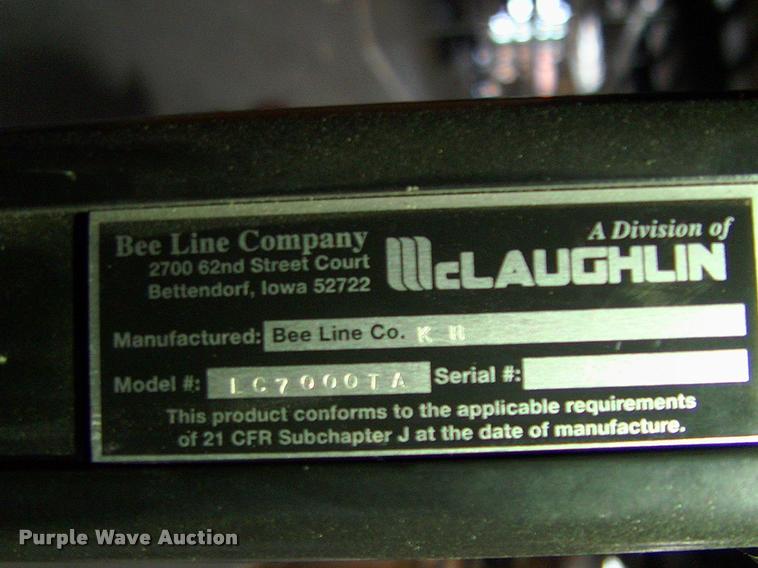 Bee Line Company
2700 62nd Street Court
Bettendorf, Iowa 52722
A Division of
McLAUGHLIN
Manufactured: Bee Line Co. K H
Model #: LC7000TA Serial #:
This product conforms to the applicable requirements
of 21 CFR Subchapter J at the date of manufacture.
Purple Wave Auction